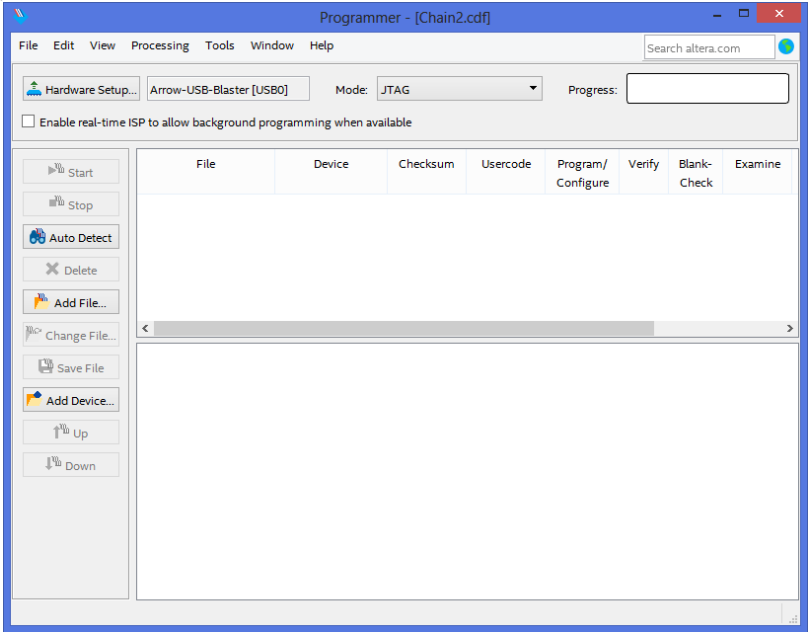 Programmer - [Chain2.cdf]
File Edit View Processing Tools Window Help
Search altera.com
Hardware Setup... Arrow-USB-Blaster [USB0] Mode: JTAG Progress:
Enable real-time ISP to allow background programming when available
Start
Stop
Auto Detect
Delete
Add File...
Change File...
Save File
Add Device...
Up
Down
File Device Checksum Usercode Program/ Verify Blank- Examine
Configure Check